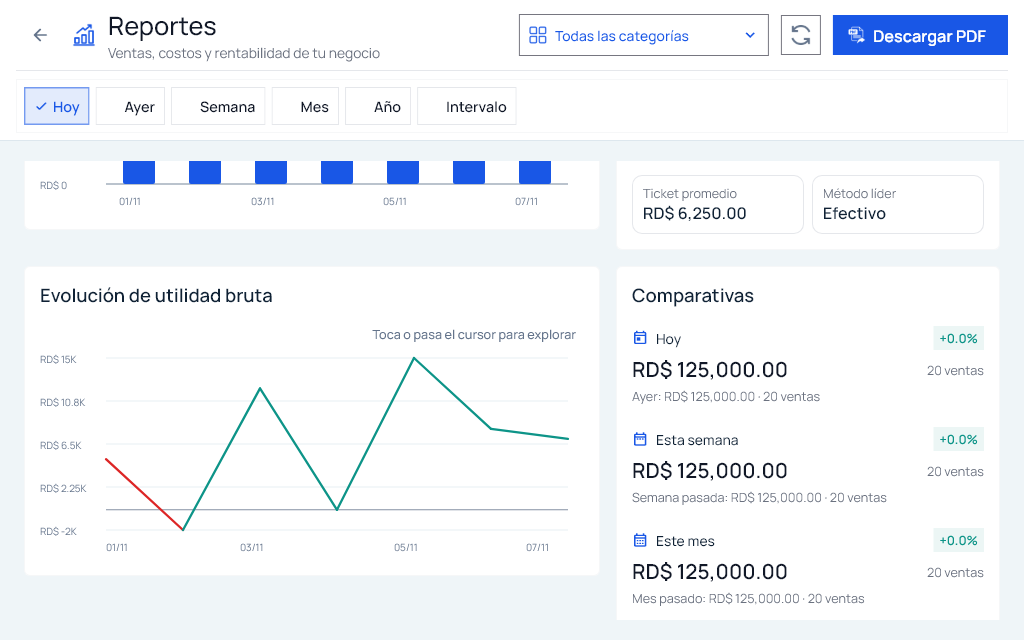 Reportes
Ventas, costos y rentabilidad de tu negocio
Todas las categorías
Descargar PDF
Hoy
Ayer
Semana
Mes
Año
Intervalo
RD$ 0
01/11
03/11
05/11
07/11
Ticket promedio
RD$ 6,250.00
Método líder
Efectivo
Evolución de utilidad bruta
Toca o pasa el cursor para explorar
RD$ 15K
RD$ 10.8K
RD$ 6.5K
RD$ 2.25K
RD$ -2K
01/11
03/11
05/11
07/11
Comparativas
Hoy
+0.0%
RD$ 125,000.00
20 ventas
Ayer: RD$ 125,000.00 · 20 ventas
Esta semana
+0.0%
RD$ 125,000.00
20 ventas
Semana pasada: RD$ 125,000.00 · 20 ventas
Este mes
+0.0%
RD$ 125,000.00
20 ventas
Mes pasado: RD$ 125,000.00 · 20 ventas